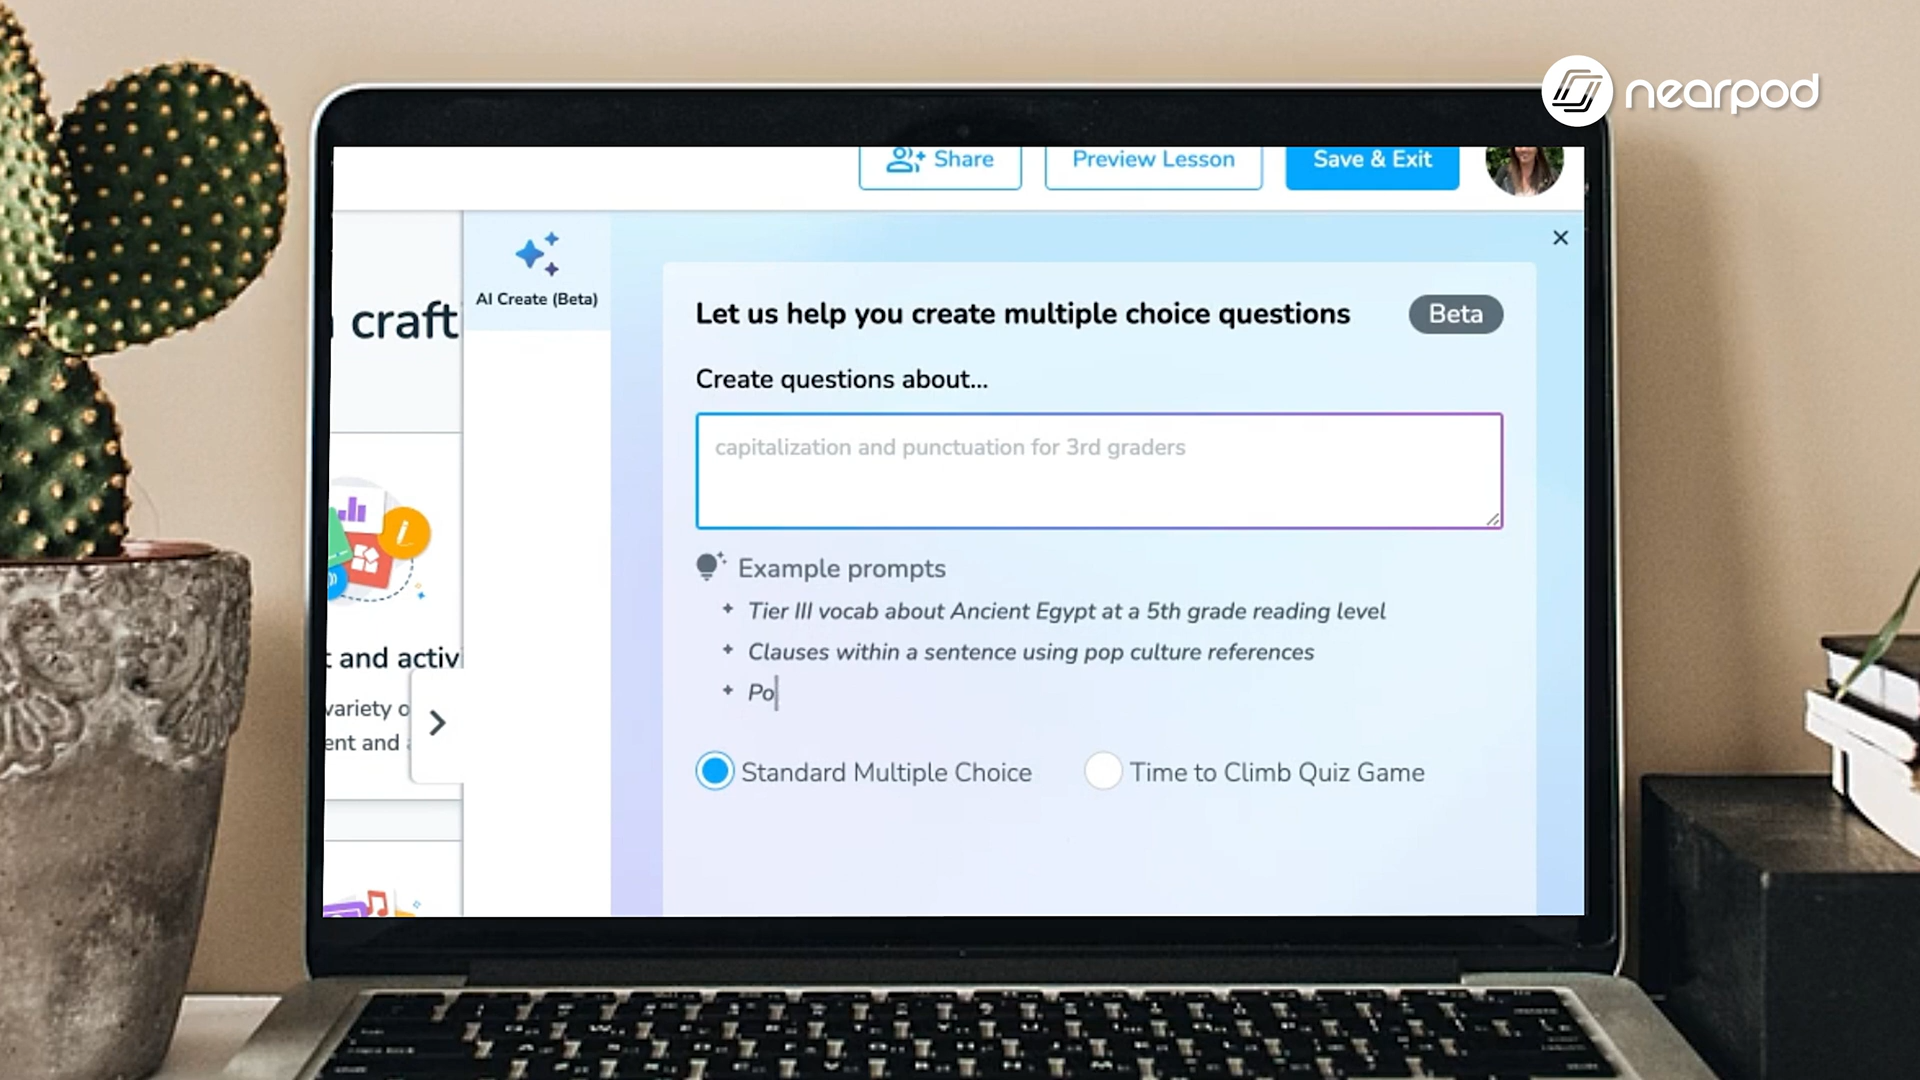 nearpod
Share
Preview Lesson
Save & Exit
AI Create (Beta)
craft
Let us help you create multiple choice questions
Beta
Create questions about...
capitalization and punctuation for 3rd graders
Example prompts
Tier III vocab about Ancient Egypt at a 5th grade reading level
Clauses within a sentence using pop culture references
Po
t and activi
variety o
ent and
Standard Multiple Choice
Time to Climb Quiz Game